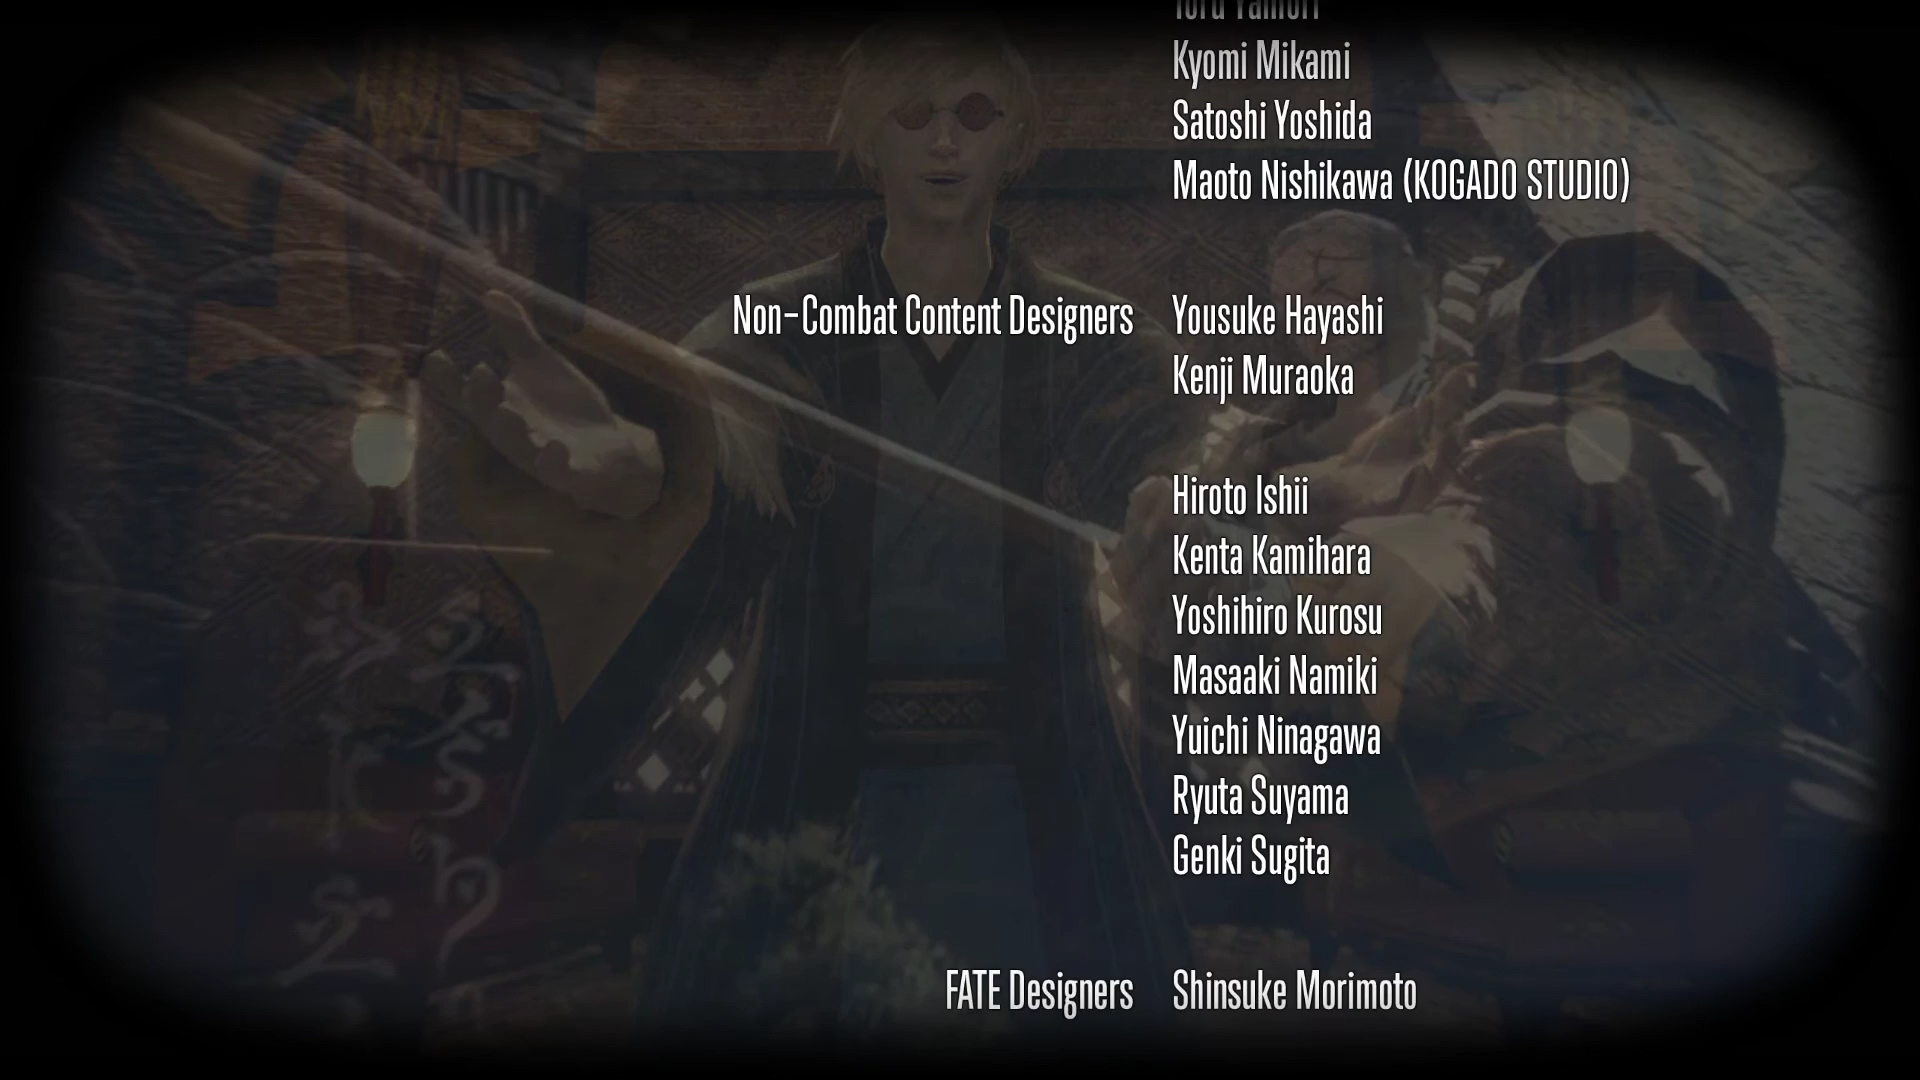 Kyomi Mikami
Satoshi Yoshida
Maoto Nishikawa (KOGADO STUDIO)
Non-Combat Content Designers Yousuke Hayashi
Kenji Muraoka
Hiroto Ishii
Kenta Kamihara
Yoshihiro Kurosu
Masaaki Namiki
Yuichi Ninagawa
Ryuta Suyama
Genki Sugita
FATE Designers Shinsuke Morimoto